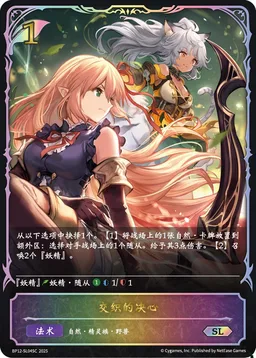 1
从以下选项中抉择1个。【1】将战场上的1张自然·卡牌放置到
额外区：选择对手战场上的1个随从。给予其3点伤害。【2】召
唤2个『妖精』。
『妖精』妖精·随从 1 1/1
交织的决心
法术 自然·精灵族·野兽 SL
EP12-SL04SC 2025 © Cygames, Inc. Published by NetEase Games